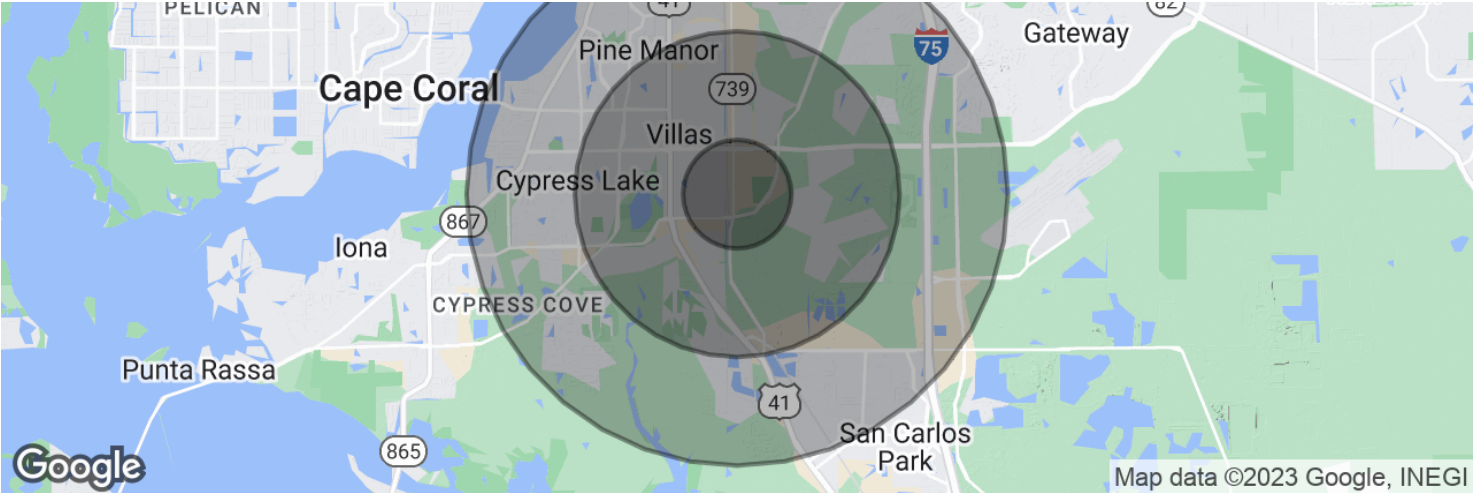 PELICAN
41
82
Pine Manor
Gateway
75
Cape Coral
739
Villas
Cypress Lake
867
Iona
CYPRESS COVE
Punta Rassa
41
San Carlos
Park
865
Google
Map data ©2023 Google, INEGI